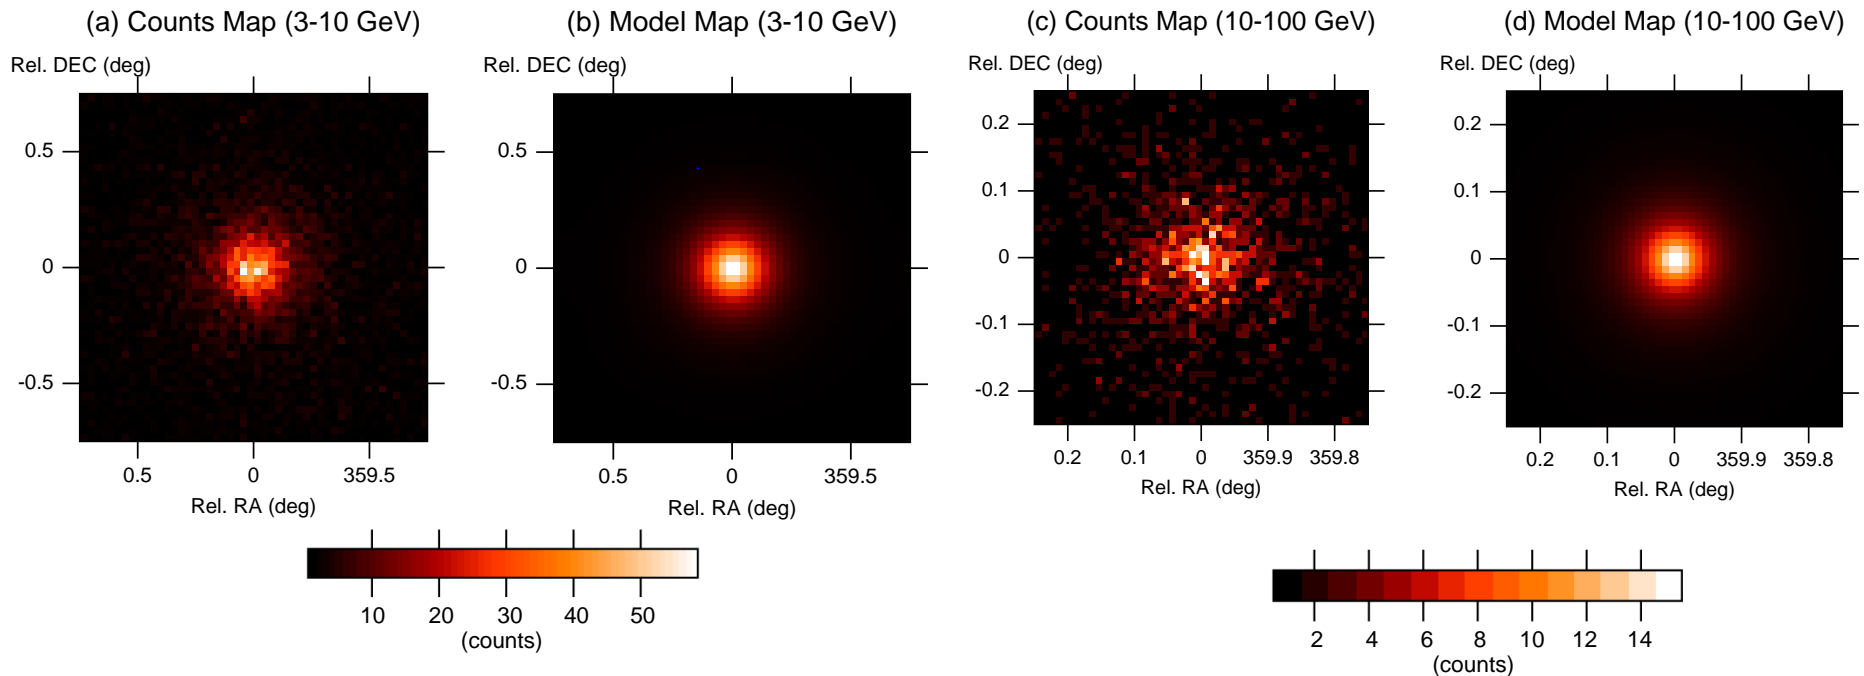 (a) Counts Map (3-10 GeV)
(b) Model Map (3-10 GeV)
(c) Counts Map (10-100 GeV)
(d) Model Map (10-100 GeV)
Rel. DEC (deg)
Rel. DEC (deg)
Rel. DEC (deg)
Rel. DEC (deg)
0.5
0
-0.5
0.5
0
359.5
Rel. RA (deg)
0.5
0
-0.5
0.5
0
359.5
Rel. RA (deg)
0.2
0.1
0
-0.1
-0.2
0.2
0.1
0
359.9
359.8
Rel. RA (deg)
0.2
0.1
0
-0.1
-0.2
0.2
0.1
0
359.9
359.8
Rel. RA (deg)
10 20 30 40 50
(counts)
2 4 6 8 10 12 14
(counts)